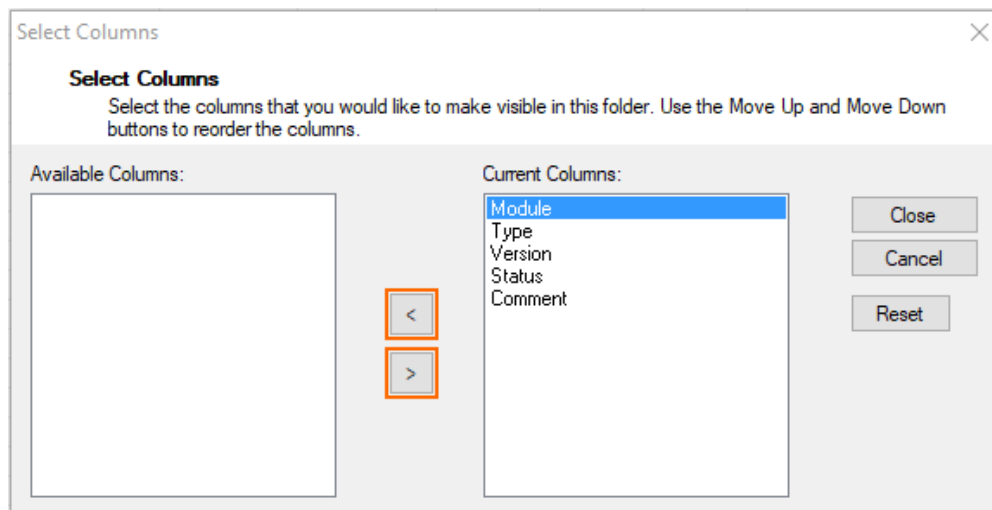 Select Columns
Select Columns
Select the columns that you would like to make visible in this folder. Use the Move Up and Move Down
buttons to reorder the columns.
Available Columns:
Current Columns:
Module
Type
Version
Status
Comment
<
>
Close
Cancel
Reset